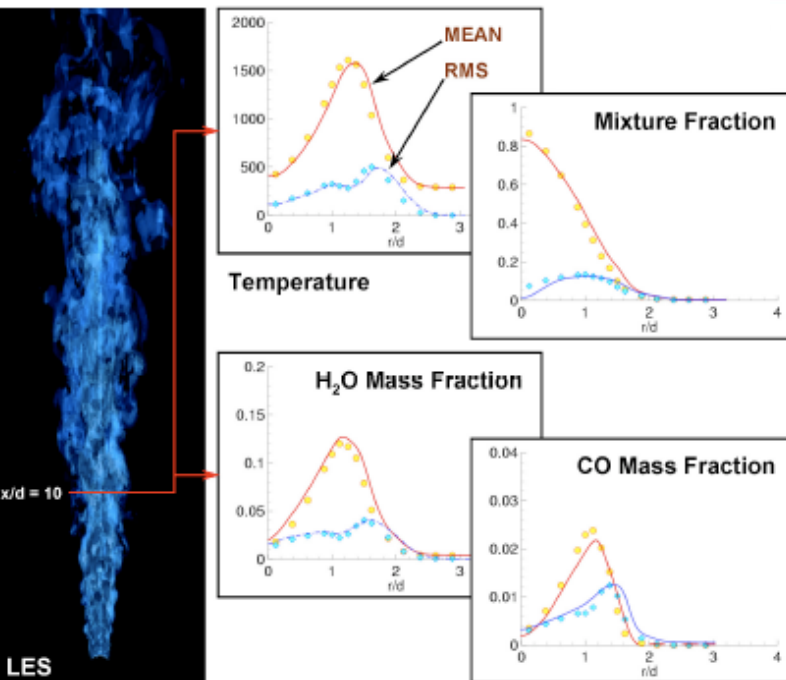 2000
1500
1000
500
0
0 1 2 3
r/d
MEAN
RMS
Temperature
Mixture Fraction
1
0.8
0.6
0.4
0.2
0
0 1 2 3 4
r/d
H₂O Mass Fraction
0.2
0.15
0.1
0.05
0
0 1 2
r/d
CO Mass Fraction
0.04
0.03
0.02
0.01
0
0 1 2 3 4
r/d
x/d = 10
LES